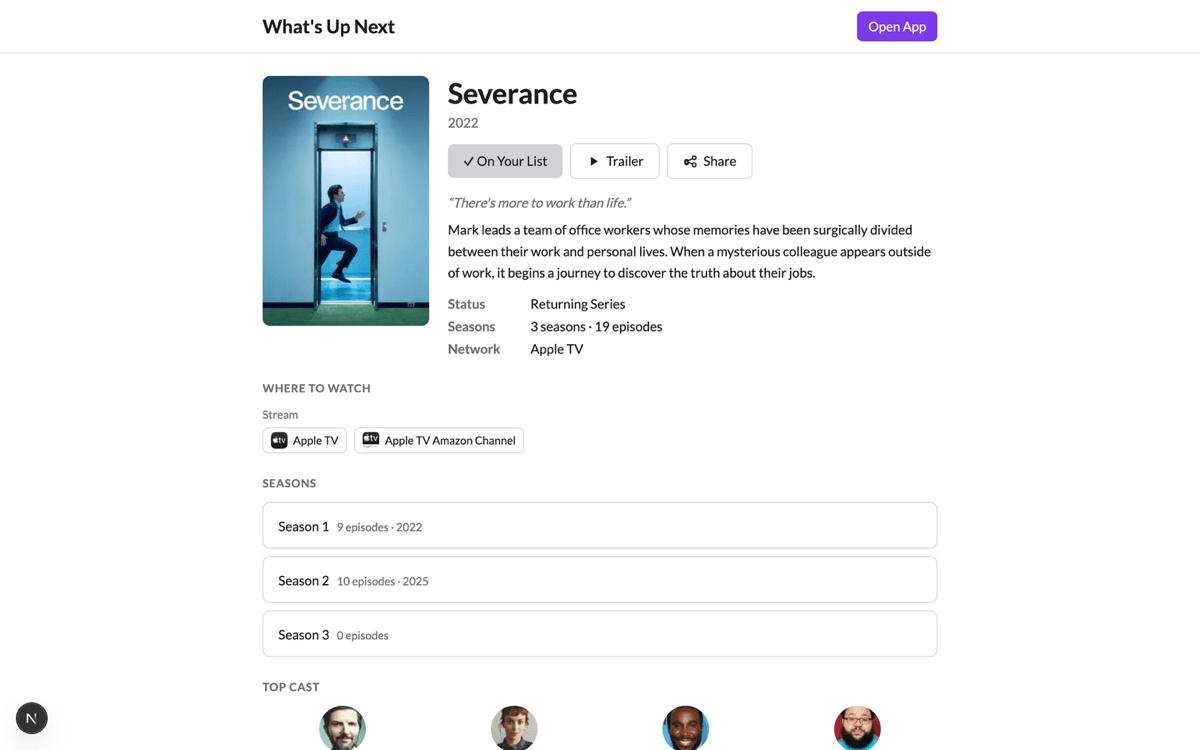 What's Up Next
Open App
Severance
Severance
2022
✓ On Your List
Trailer
Share
“There's more to work than life.”
Mark leads a team of office workers whose memories have been surgically divided
between their work and personal lives. When a mysterious colleague appears outside
of work, it begins a journey to discover the truth about their jobs.
Status Returning Series
Seasons 3 seasons · 19 episodes
Network Apple TV
WHERE TO WATCH
Stream
tv Apple TV
tv Apple TV Amazon Channel
SEASONS
Season 1 9 episodes · 2022
Season 2 10 episodes · 2025
Season 3 0 episodes
TOP CAST
N